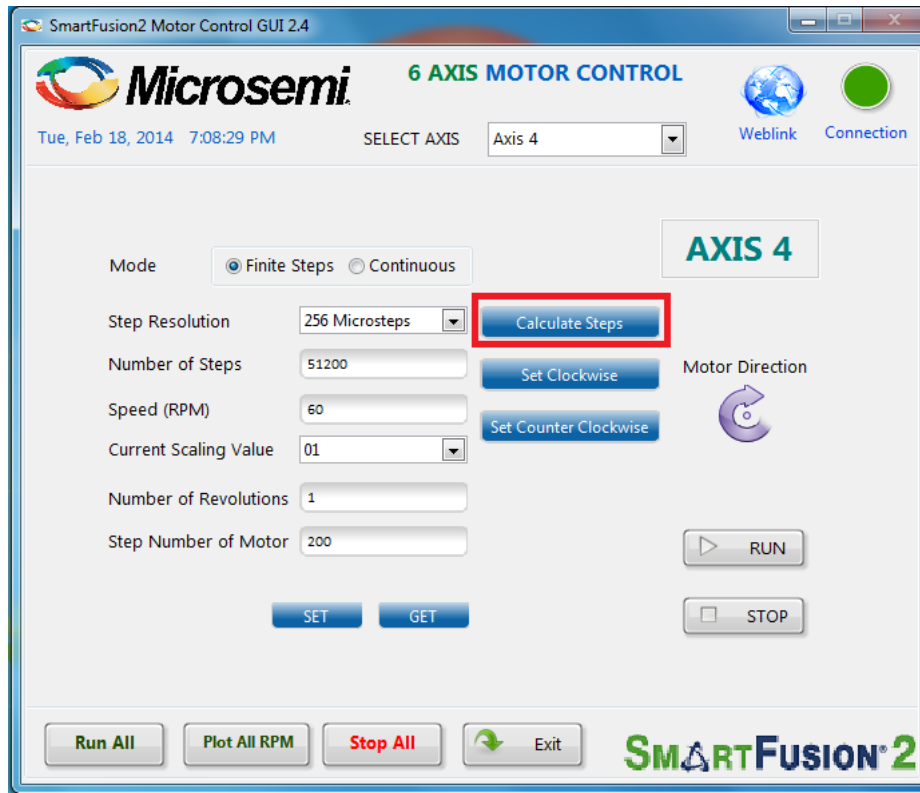 SmartFusion2 Motor Control GUI 2.4
Microsemi.
6 AXIS MOTOR CONTROL
Tue, Feb 18, 2014 7:08:29 PM
SELECT AXIS
Axis 4
Weblink
Connection
AXIS 4
Mode
Finite Steps
Continuous
Step Resolution
256 Microsteps
Calculate Steps
Number of Steps
51200
Set Clockwise
Motor Direction
Speed (RPM)
60
Set Counter Clockwise
Current Scaling Value
01
Number of Revolutions
1
Step Number of Motor
200
RUN
SET
GET
STOP
Run All
Plot All RPM
Stop All
Exit
SMARTFUSION®2